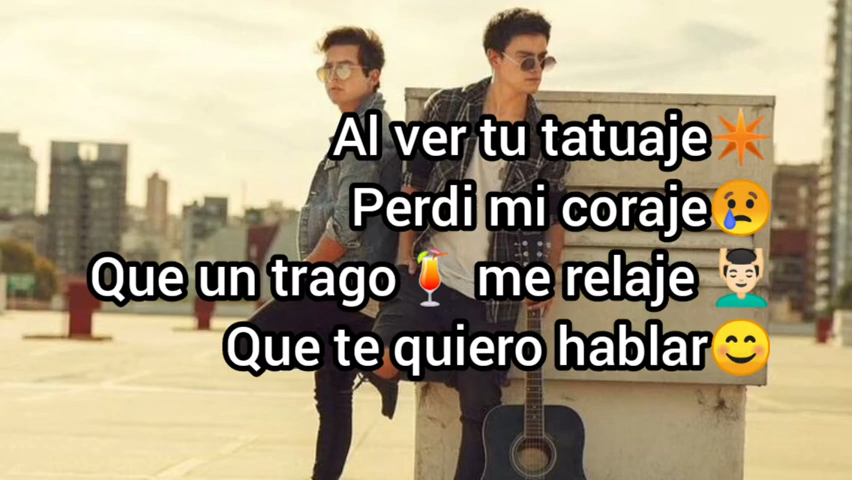 Al ver tu tatuaje✴️
Perdi mi coraje😢
Que un trago🍹 me relaje 💆🏻‍♂️
Que te quiero hablar😊